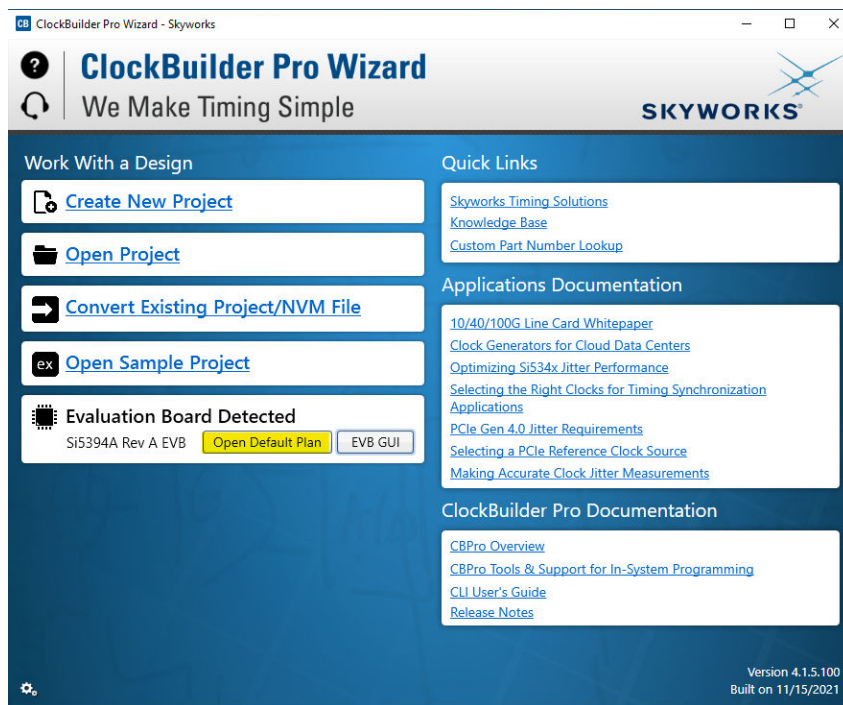 CB ClockBuilder Pro Wizard - Skyworks
ClockBuilder Pro Wizard
We Make Timing Simple
SKYWORKS®
Work With a Design
Create New Project
Open Project
Convert Existing Project/NVM File
ex Open Sample Project
Evaluation Board Detected
Si5394A Rev A EVB Open Default Plan EVB GUI
Quick Links
Skyworks Timing Solutions
Knowledge Base
Custom Part Number Lookup
Applications Documentation
10/40/100G Line Card Whitepaper
Clock Generators for Cloud Data Centers
Optimizing Si534x Jitter Performance
Selecting the Right Clocks for Timing Synchronization
Applications
PCIe Gen 4.0 Jitter Requirements
Selecting a PCIe Reference Clock Source
Making Accurate Clock Jitter Measurements
ClockBuilder Pro Documentation
CBPro Overview
CBPro Tools & Support for In-System Programming
CLI User's Guide
Release Notes
Version 4.1.5.100
Built on 11/15/2021